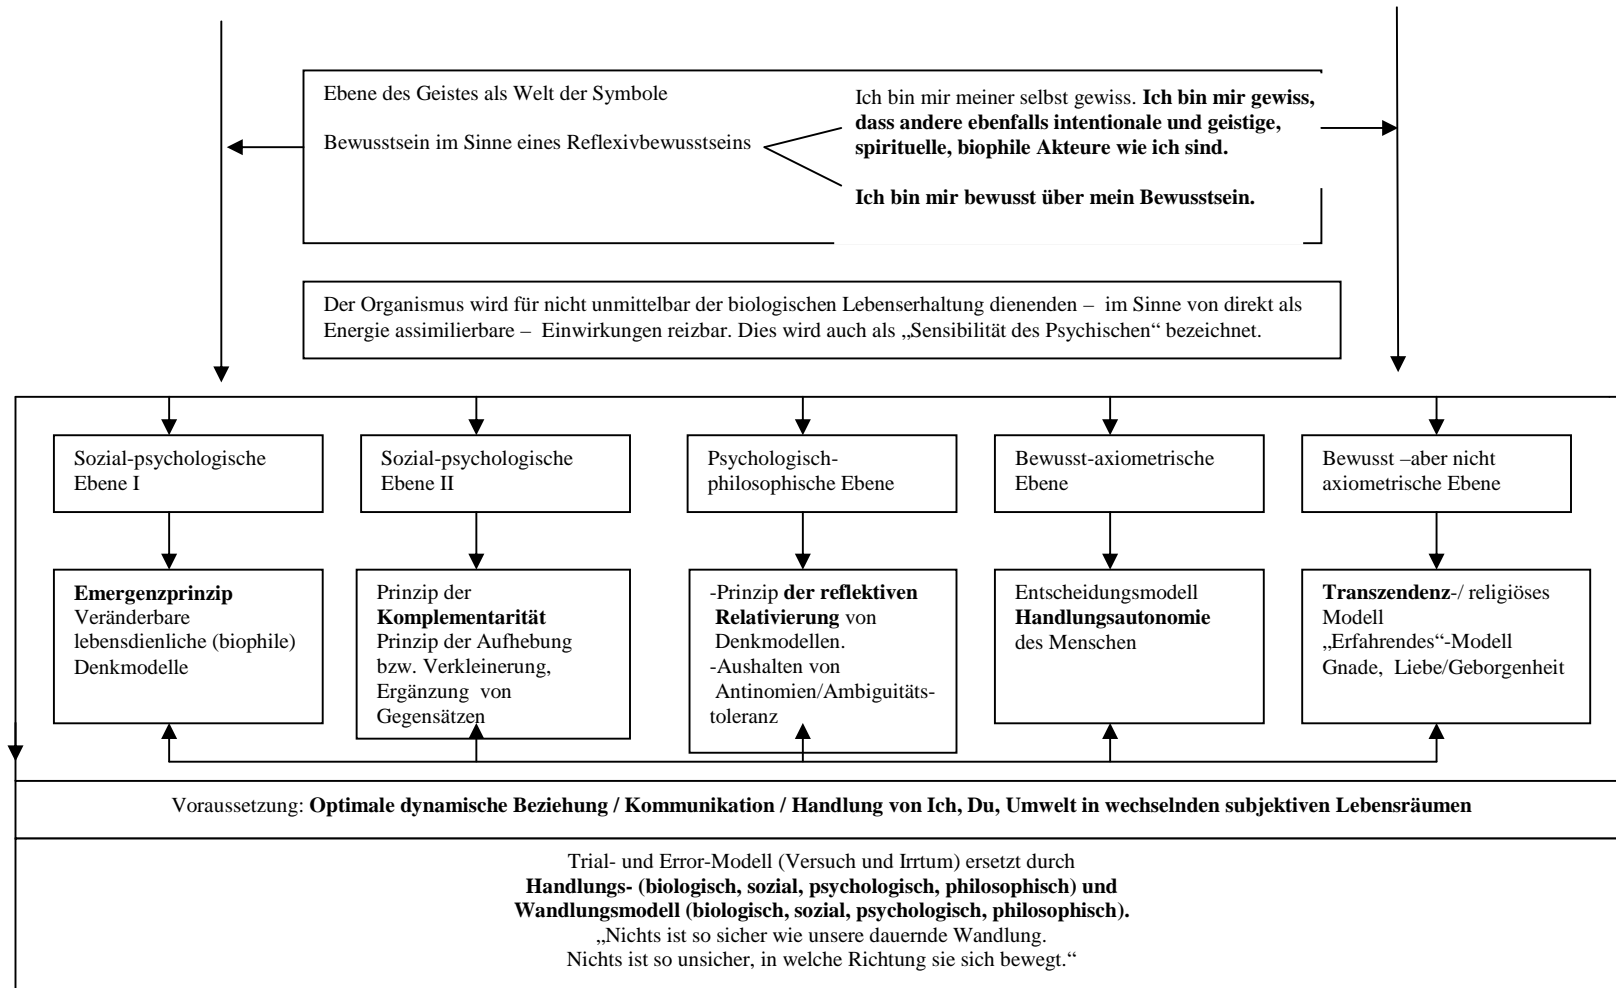 Ebene des Geistes als Welt der Symbole
Bewusstsein im Sinne eines Reflexivbewusstseins
Ich bin mir meiner selbst gewiss. Ich bin mir gewiss,
dass andere ebenfalls intentionale und geistige,
spirituelle, biophile Akteure wie ich sind.
Ich bin mir bewusst über mein Bewusstsein.
Der Organismus wird für nicht unmittelbar der biologischen Lebenserhaltung dienenden – im Sinne von direkt als
Energie assimilierbare – Einwirkungen reizbar. Dies wird auch als „Sensibilität des Psychischen“ bezeichnet.
Sozial-psychologische
Ebene I
Sozial-psychologische
Ebene II
Psychologisch-
philosophische Ebene
Bewusst-axiometrische
Ebene
Bewusst –aber nicht
axiometrische Ebene
Emergenzprinzip
Veränderbare
lebensdienliche (biophile)
Denkmodelle
Prinzip der
Komplementarität
Prinzip der Aufhebung
bzw. Verkleinerung,
Ergänzung von
Gegensätzen
-Prinzip der reflektiven
Relativierung von
Denkmodellen.
-Aushalten von
Antinomien/Ambiguitäts-
toleranz
Entscheidungsmodell
Handlungsautonomie
des Menschen
Transzendenz-/ religiöses
Modell
„Erfahrendes“-Modell
Gnade, Liebe/Geborgenheit
Voraussetzung: Optimale dynamische Beziehung / Kommunikation / Handlung von Ich, Du, Umwelt in wechselnden subjektiven Lebensräumen
Trial- und Error-Modell (Versuch und Irrtum) ersetzt durch
Handlungs- (biologisch, sozial, psychologisch, philosophisch) und
Wandlungsmodell (biologisch, sozial, psychologisch, philosophisch).
„Nichts ist so sicher wie unsere dauernde Wandlung.
Nichts ist so unsicher, in welche Richtung sie sich bewegt.“